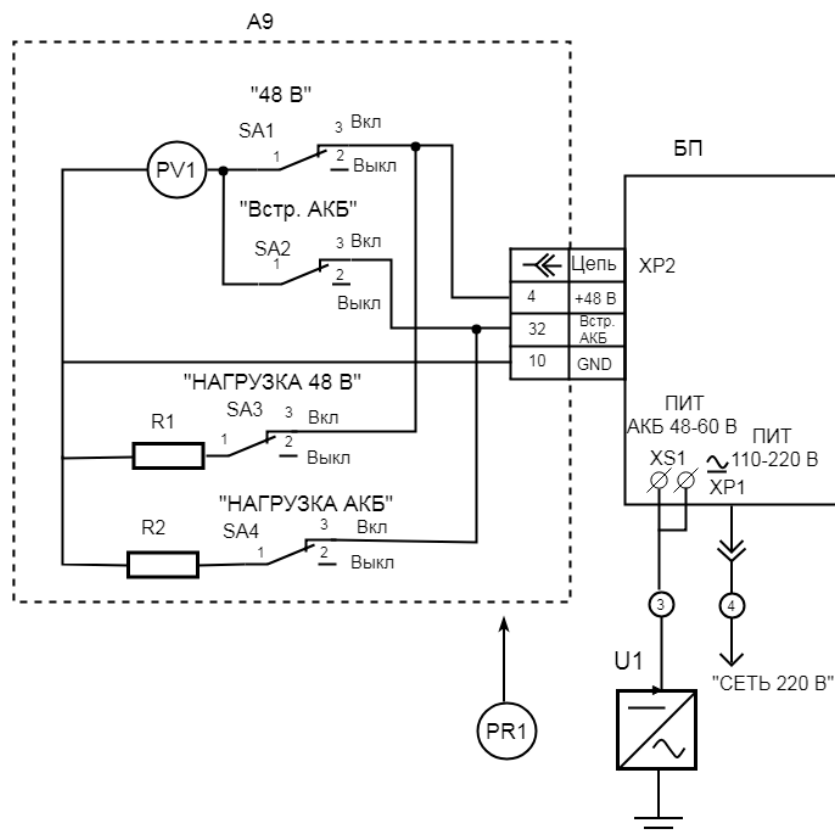 А9
"48 В"
SA1
1
3
Вкл
2
Выкл
PV1
БП
"Встр. АКБ"
SA2
1
3
Вкл
2
Выкл
Цепь
XP2
4
+48 В
32
Встр.
АКБ
10
GND
"НАГРУЗКА 48 В"
R1
SA3
1
3
Вкл
2
Выкл
ПИТ
АКБ 48-60 В
XS1
ПИТ
110-220 В
XP1
"НАГРУЗКА АКБ"
R2
SA4
1
3
Вкл
2
Выкл
3
4
U1
"СЕТЬ 220 В"
PR1